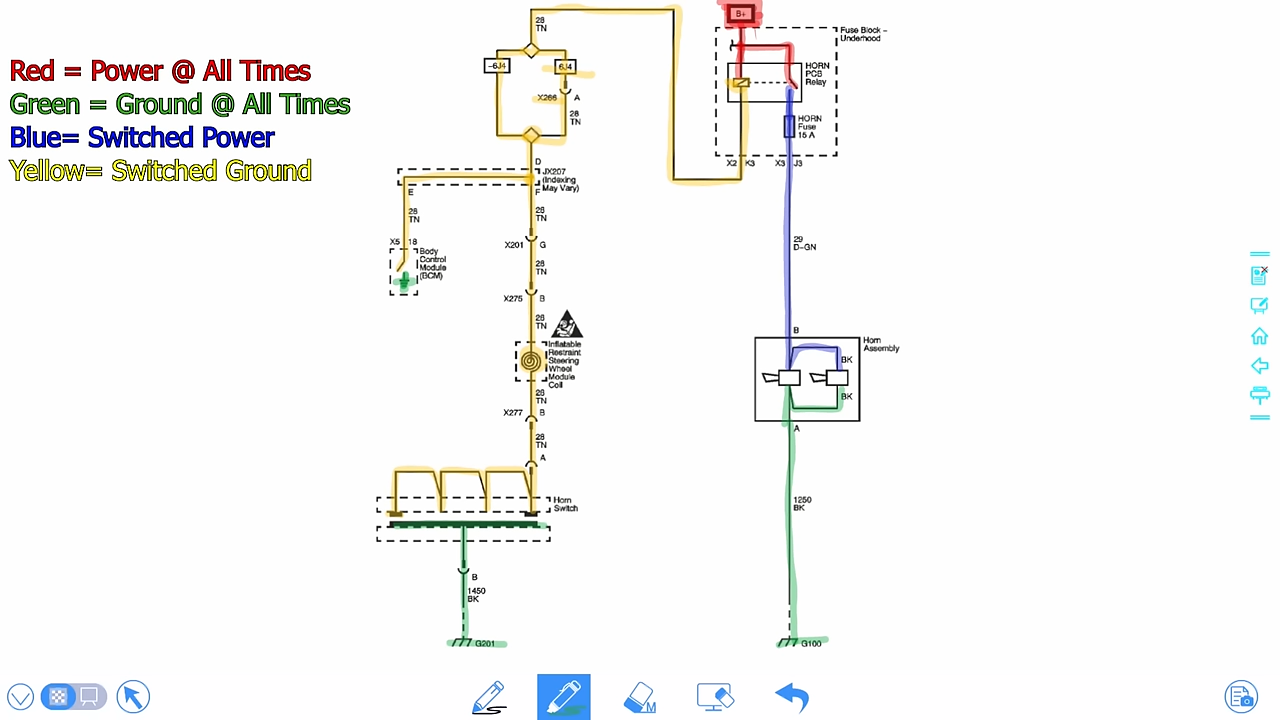 Red = Power @ All Times
Green = Ground @ All Times
Blue= Switched Power
Yellow= Switched Ground
28
TN
-6J4
6J4
X266
A
28
TN
D
JX207
(Indexing
May Vary)
E
F
28
TN
X5
18
Body
Control
Module
(BCM)
28
TN
X201
G
28
TN
X275
B
28
TN
Inflatable
Restraint
Steering
Wheel
Module
Coil
28
TN
X277
B
28
TN
A
Horn
Switch
B
1450
BK
G201
B+
Fuse Block –
Underhood
HORN
PCB
Relay
HORN
Fuse
15 A
X2
K3
X3
J3
29
D-GN
B
Horn
Assembly
BK
BK
A
1250
BK
G100
M